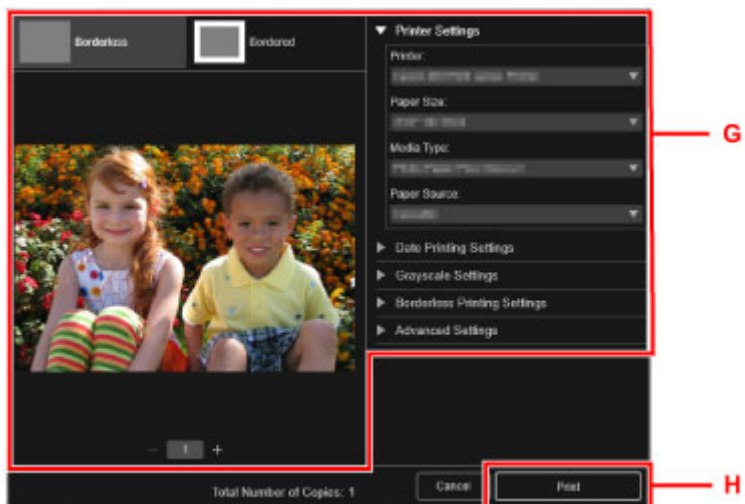 Borderless
Bordered
Printer Settings
Printer:
Paper Size:
Media Type:
Paper Source:
Date Printing Settings
Grayscale Settings
Borderless Printing Settings
Advanced Settings
G
1
Total Number of Copies: 1
Cancel
Print
H